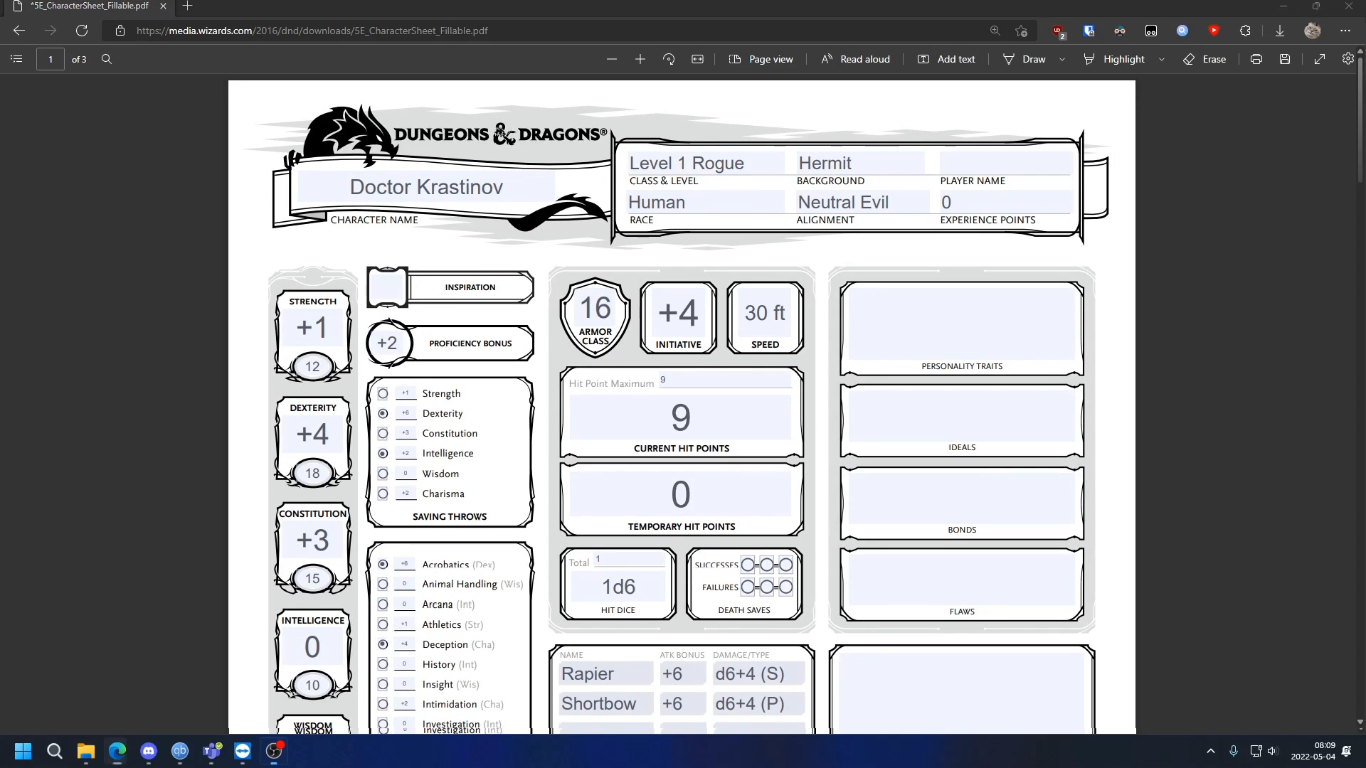 *5E_CharacterSheet_Fillable.pdf
https://media.wizards.com/2016/dnd/downloads/5E_CharacterSheet_Fillable.pdf
2
1 of 3
Page view
Read aloud
Add text
Draw
Highlight
Erase
DUNGEONS & DRAGONS®
Doctor Krastinov
CHARACTER NAME
Level 1 Rogue Hermit
CLASS & LEVEL BACKGROUND PLAYER NAME
Human Neutral Evil 0
RACE ALIGNMENT EXPERIENCE POINTS
STRENGTH
+1
12
DEXTERITY
+4
18
CONSTITUTION
+3
15
INTELLIGENCE
0
10
WISDOM
WISDOM
INSPIRATION
+2 PROFICIENCY BONUS
+1 Strength
+6 Dexterity
+3 Constitution
+2 Intelligence
0 Wisdom
+2 Charisma
SAVING THROWS
+6 Acrobatics (Dex)
0 Animal Handling (Wis)
0 Arcana (Int)
+1 Athletics (Str)
+4 Deception (Cha)
0 History (Int)
0 Insight (Wis)
+2 Intimidation (Cha)
0 Investigation (Int)
16
ARMOR
CLASS
+4
INITIATIVE
30 ft
SPEED
Hit Point Maximum 9
9
CURRENT HIT POINTS
0
TEMPORARY HIT POINTS
Total 1
1d6
HIT DICE
SUCCESSES
FAILURES
DEATH SAVES
NAME ATK BONUS DAMAGE/TYPE
Rapier +6 d6+4 (S)
Shortbow +6 d6+4 (P)
PERSONALITY TRAITS
IDEALS
BONDS
FLAWS
08:09
2022-05-04